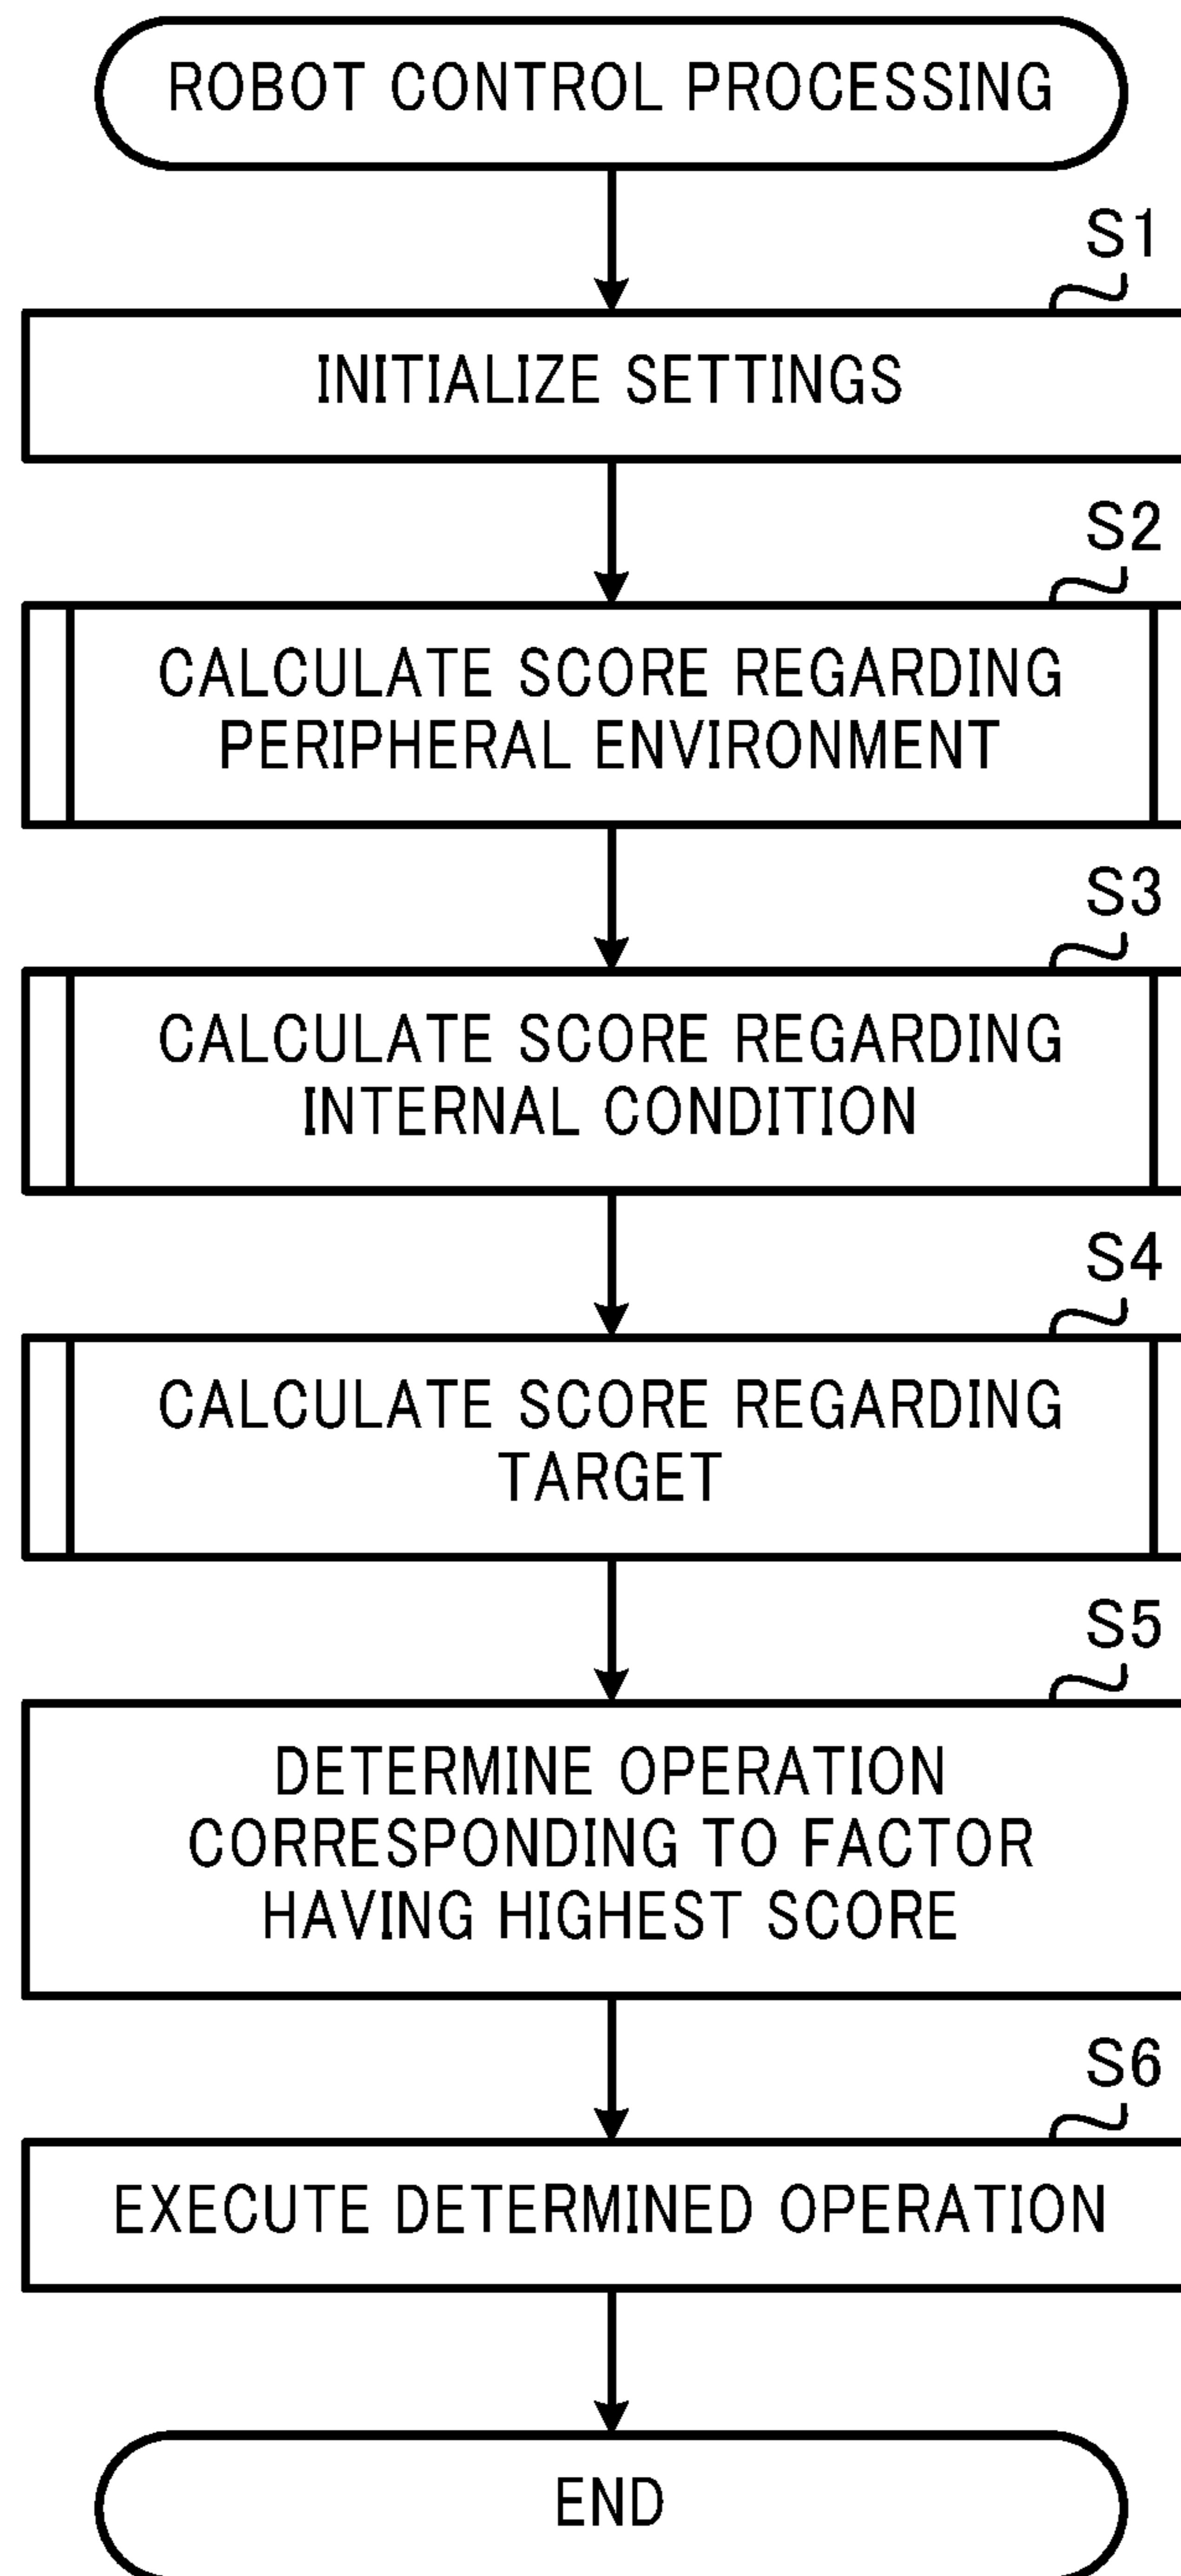 ROBOT CONTROL PROCESSING
S1
INITIALIZE SETTINGS
S2
CALCULATE SCORE REGARDING
PERIPHERAL ENVIRONMENT
S3
CALCULATE SCORE REGARDING
INTERNAL CONDITION
S4
CALCULATE SCORE REGARDING
TARGET
S5
DETERMINE OPERATION
CORRESPONDING TO FACTOR
HAVING HIGHEST SCORE
S6
EXECUTE DETERMINED OPERATION
END